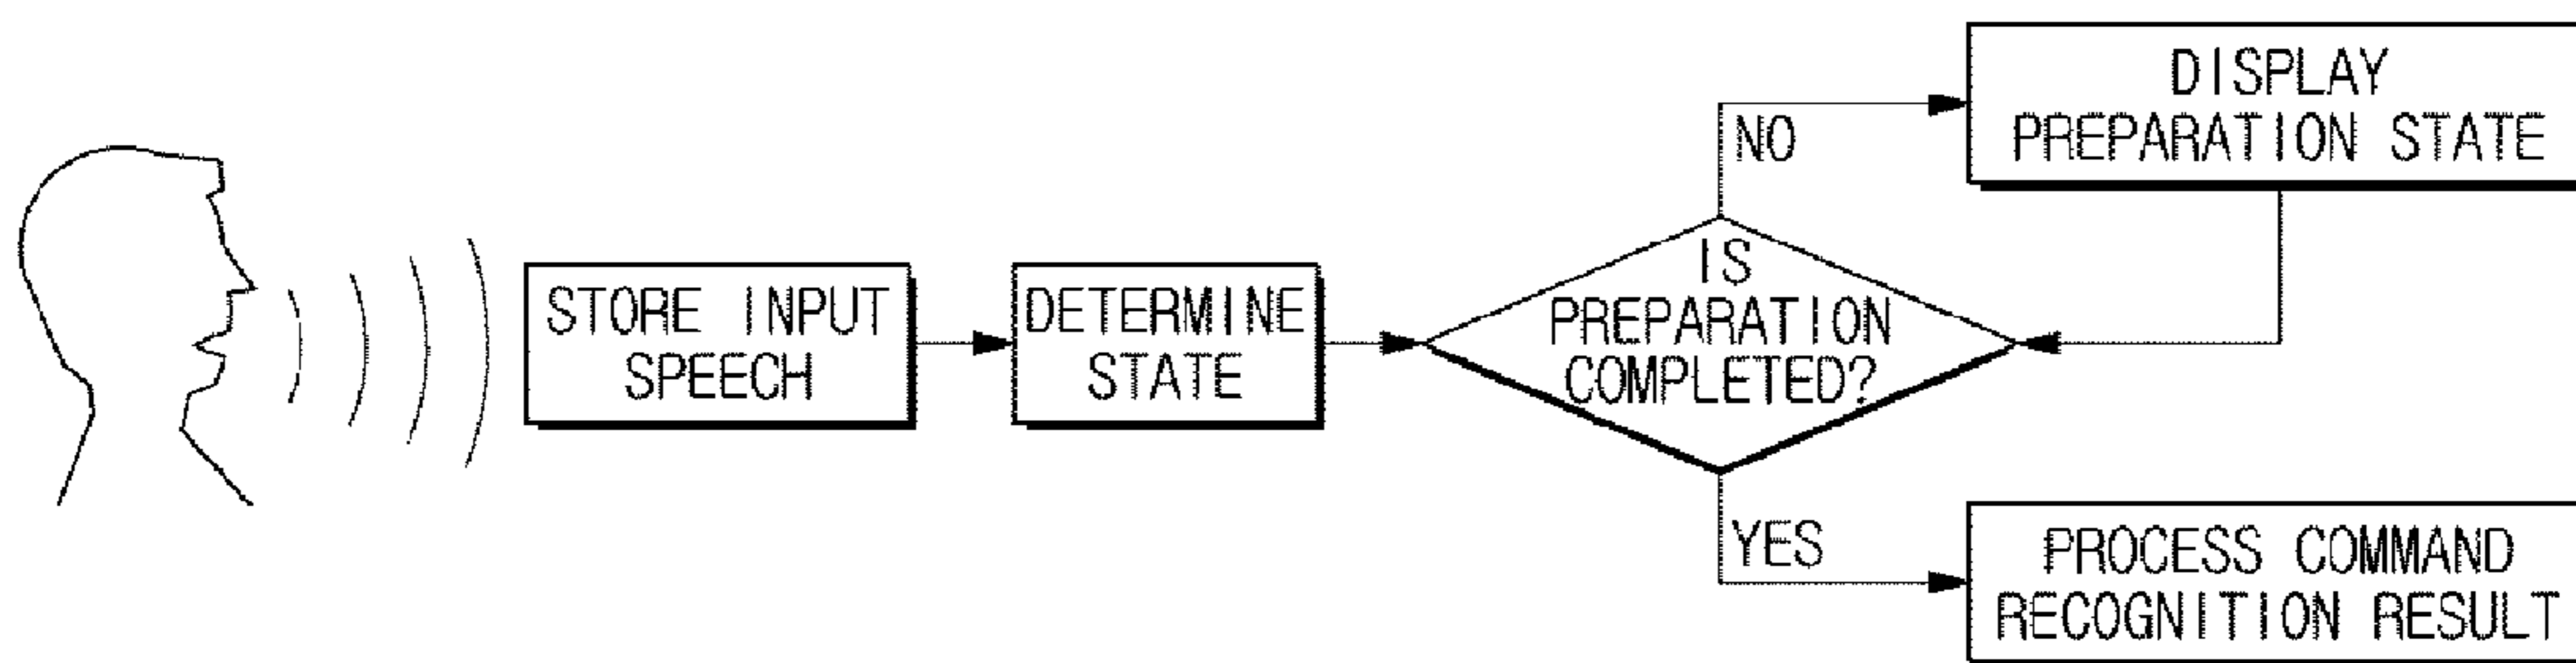 STORE INPUT
SPEECH
DETERMINE
STATE
IS
PREPARATION
COMPLETED?
NO
DISPLAY
PREPARATION STATE
YES
PROCESS COMMAND
RECOGNITION RESULT